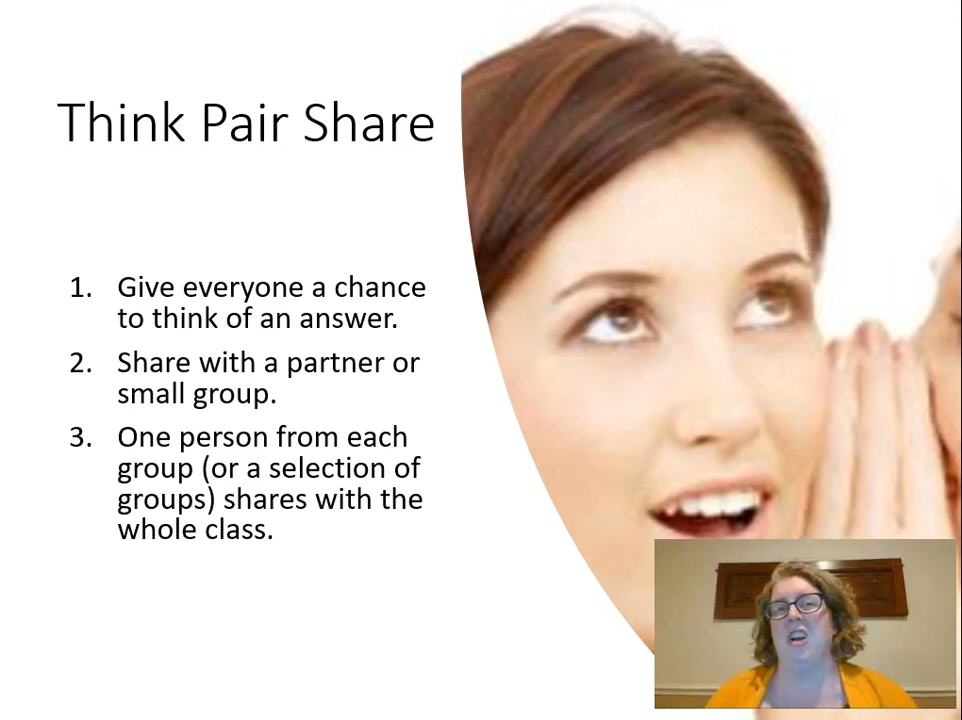 Think Pair Share
1. Give everyone a chance
to think of an answer.
2. Share with a partner or
small group.
3. One person from each
group (or a selection of
groups) shares with the
whole class.